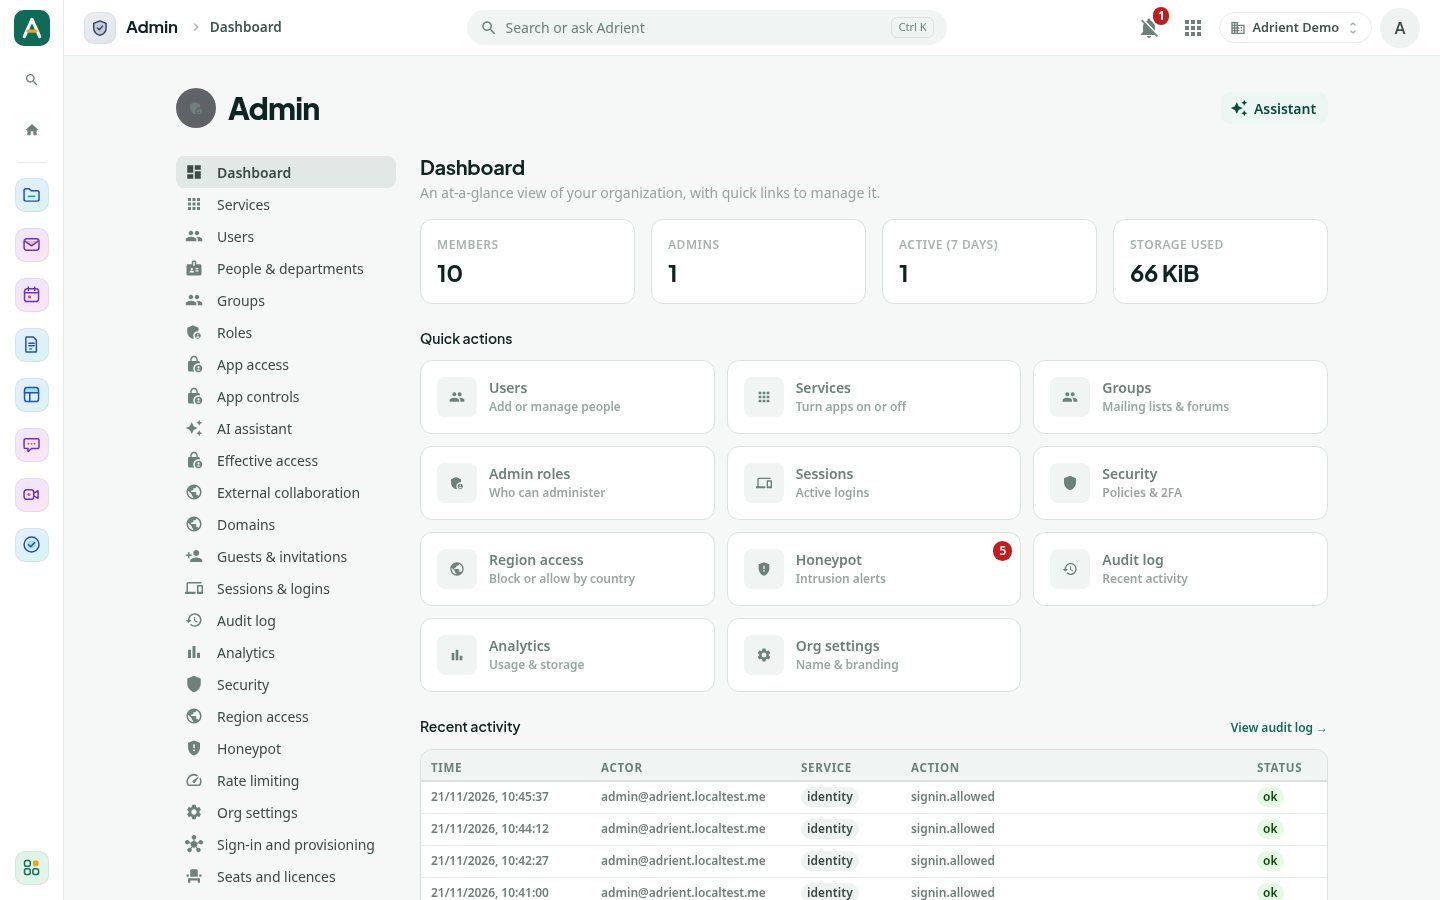 Admin
Dashboard
Search or ask Adrient
Ctrl K
1
Adrient Demo
A
Admin
Assistant
Dashboard
Services
Users
People & departments
Groups
Roles
App access
App controls
AI assistant
Effective access
External collaboration
Domains
Guests & invitations
Sessions & logins
Audit log
Analytics
Security
Region access
Honeypot
Rate limiting
Org settings
Sign-in and provisioning
Seats and licences
Dashboard
An at-a-glance view of your organization, with quick links to manage it.
MEMBERS
10
ADMINS
1
ACTIVE (7 DAYS)
1
STORAGE USED
66 KiB
Quick actions
Users
Add or manage people
Services
Turn apps on or off
Groups
Mailing lists & forums
Admin roles
Who can administer
Sessions
Active logins
Security
Policies & 2FA
Region access
Block or allow by country
Honeypot
Intrusion alerts
5
Audit log
Recent activity
Analytics
Usage & storage
Org settings
Name & branding
Recent activity
View audit log →
TIME ACTOR SERVICE ACTION STATUS
21/11/2026, 10:45:37 admin@adrient.localtest.me identity signin.allowed ok
21/11/2026, 10:44:12 admin@adrient.localtest.me identity signin.allowed ok
21/11/2026, 10:42:27 admin@adrient.localtest.me identity signin.allowed ok
21/11/2026, 10:41:00 admin@adrient.localtest.me identity signin.allowed ok